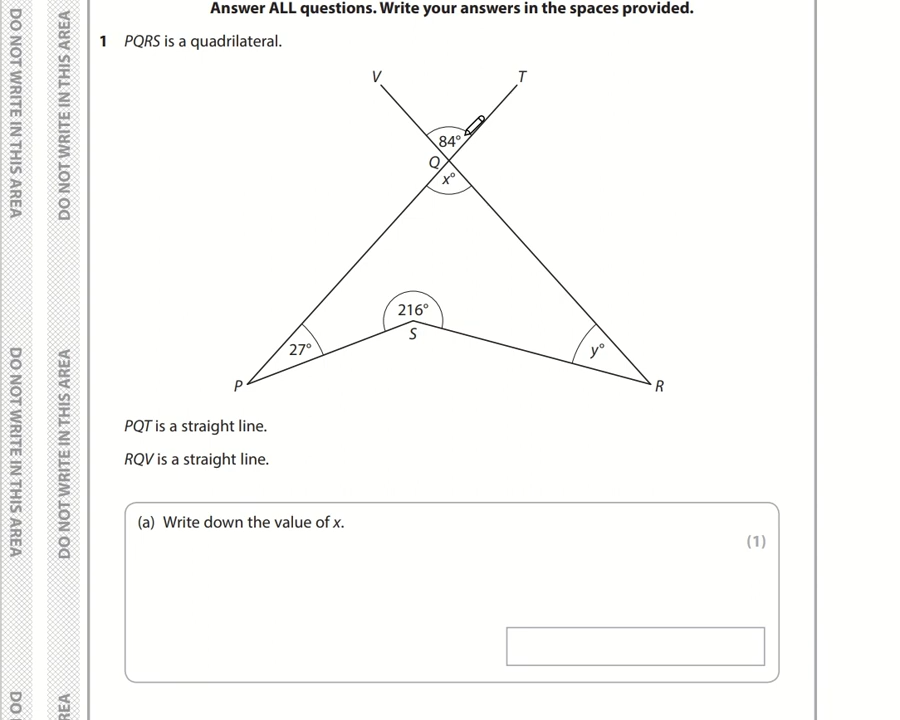 Answer ALL questions. Write your answers in the spaces provided.
1 PQRS is a quadrilateral.
V
T
84°
Q
x°
216°
S
27°
y°
P
R
PQT is a straight line.
RQV is a straight line.
(a) Write down the value of x.
(1)
DO NOT WRITE IN THIS AREA
DO NOT WRITE IN THIS AREA
DO NOT WRITE IN THIS AREA
DO NOT WRITE IN THIS AREA
DO
REA